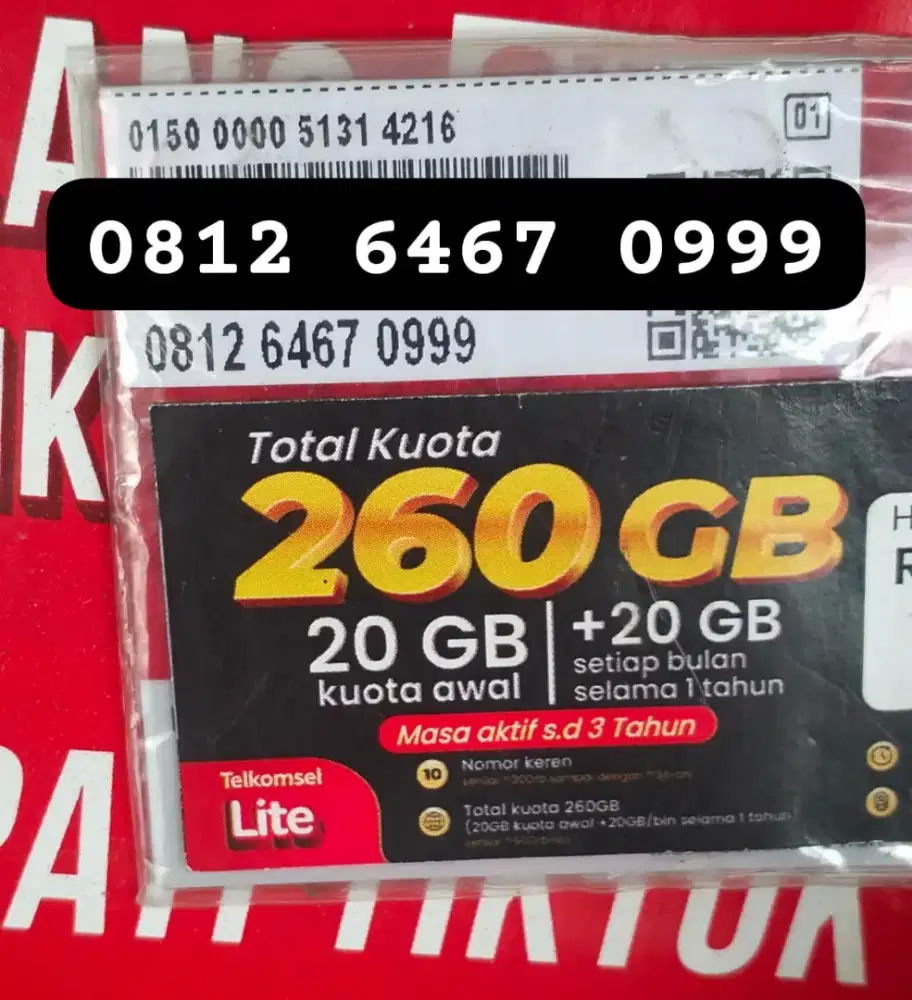 0150 0000 5131 4216
01
0812 6467 0999
0812 6467 0999
Total Kuota
260 GB
20 GB
kuota awal
+20 GB
setiap bulan
selama 1 tahun
Masa aktif s.d 3 Tahun
Telkomsel
Lite
10
Nomor keren
Total kuota 260GB
(20GB kuota awal +20GB/bln selama 1 tahun
TIKTOK